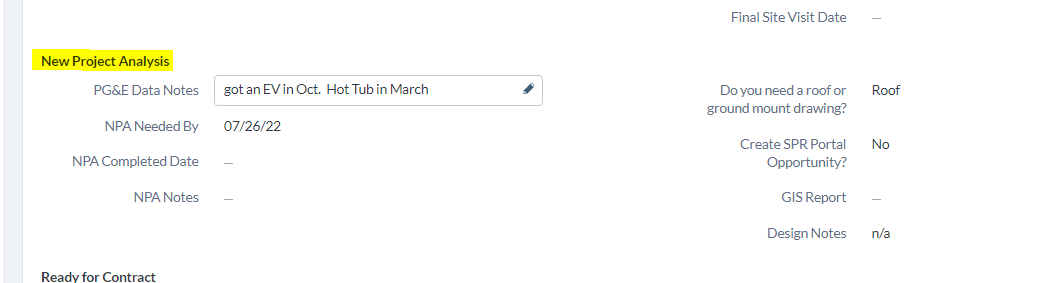 Final Site Visit Date —
New Project Analysis
PG&E Data Notes got an EV in Oct. Hot Tub in March
NPA Needed By 07/26/22
NPA Completed Date —
NPA Notes —
Do you need a roof or
ground mount drawing? Roof
Create SPR Portal
Opportunity? No
GIS Report —
Design Notes n/a
Ready for Contract